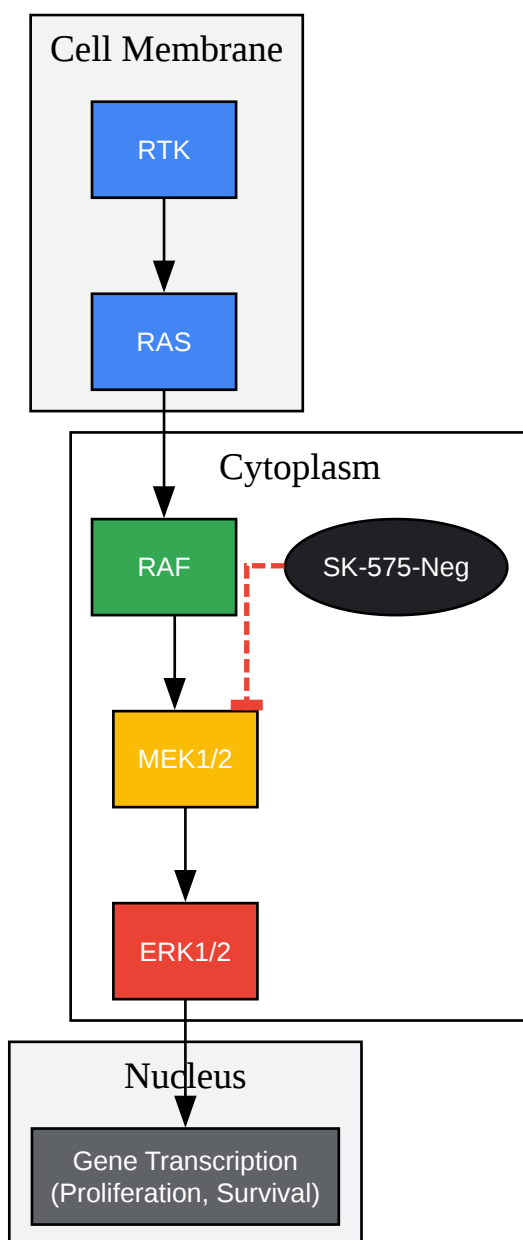 Cell Membrane
RTK
RAS
Cytoplasm
RAF
SK-575-Neg
MEK1/2
ERK1/2
Nucleus
Gene Transcription
(Proliferation, Survival)